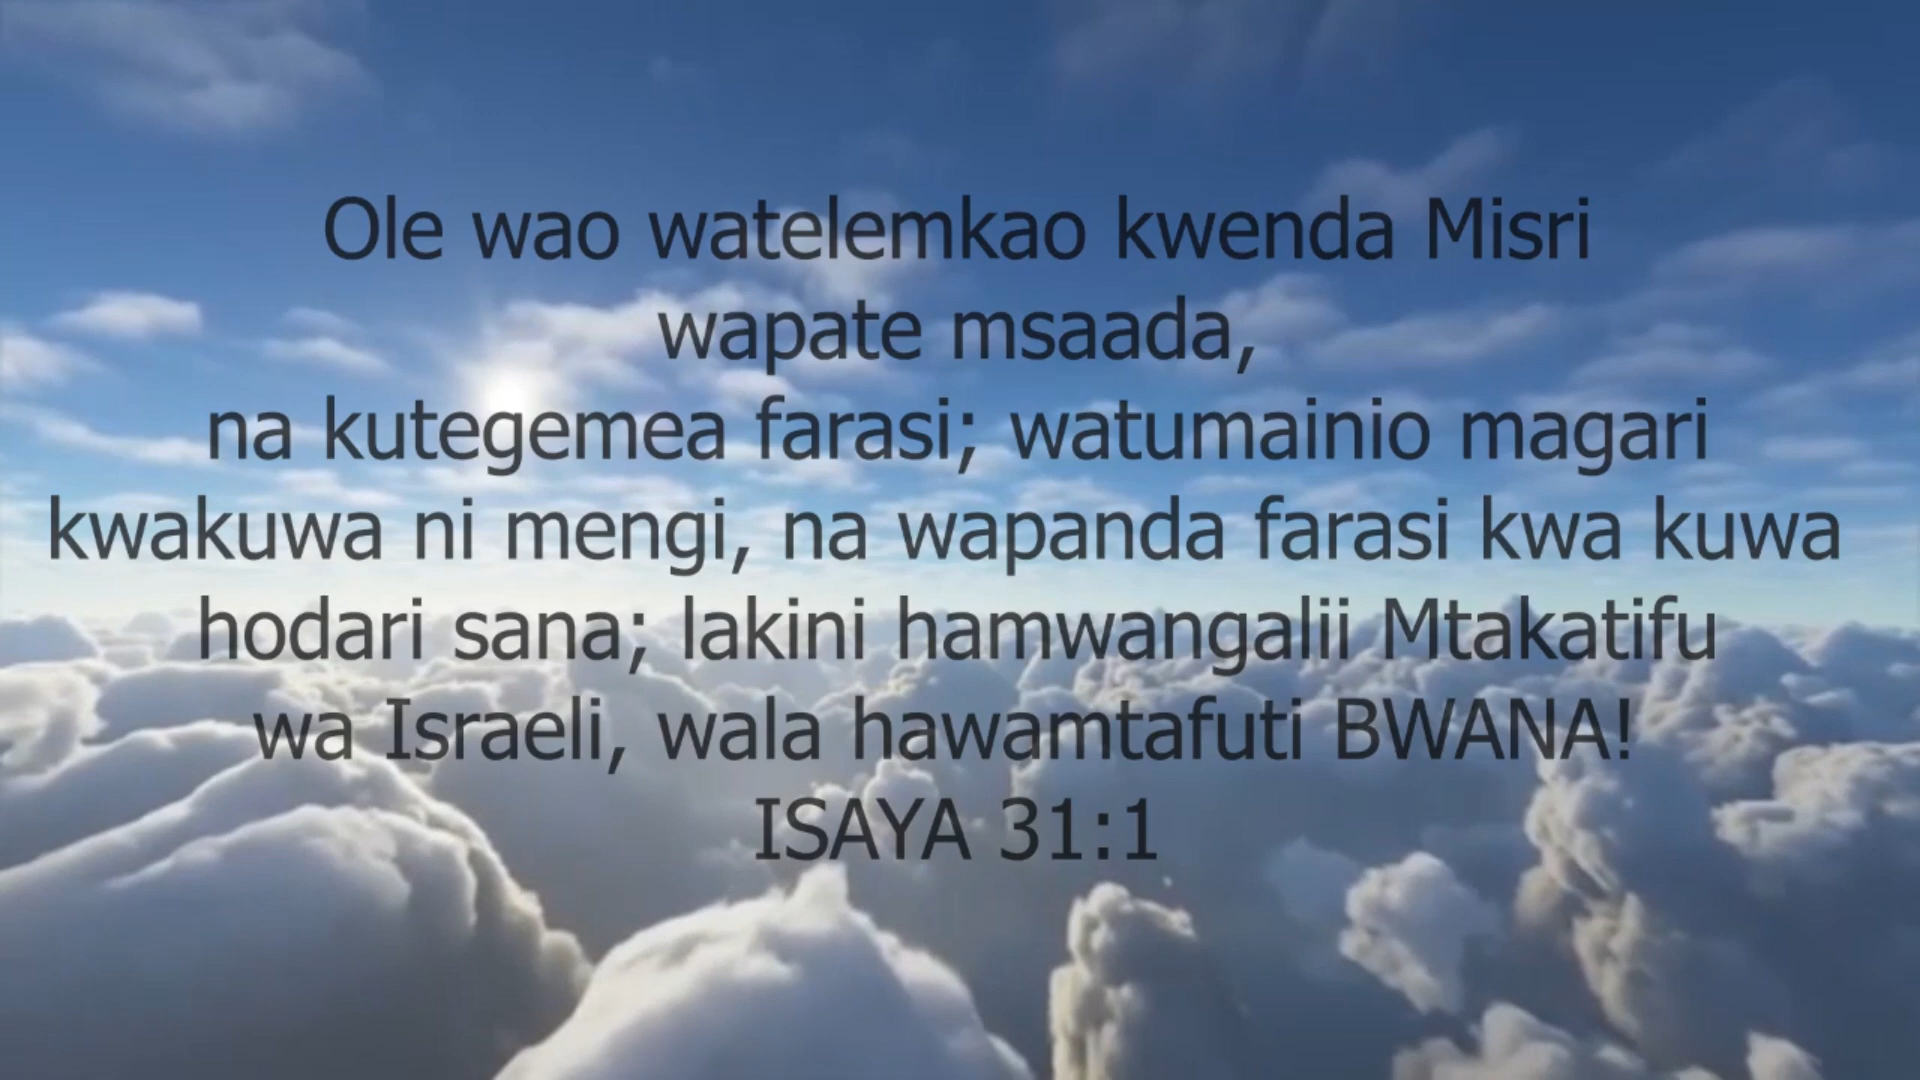 Ole wao watelemkao kwenda Misri
wapate msaada,
na kutegemea farasi; watumainio magari
kwakuwa ni mengi, na wapanda farasi kwa kuwa
hodari sana; lakini hamwangalii Mtakatifu
wa Israeli, wala hawamtafuti BWANA!
ISAYA 31:1